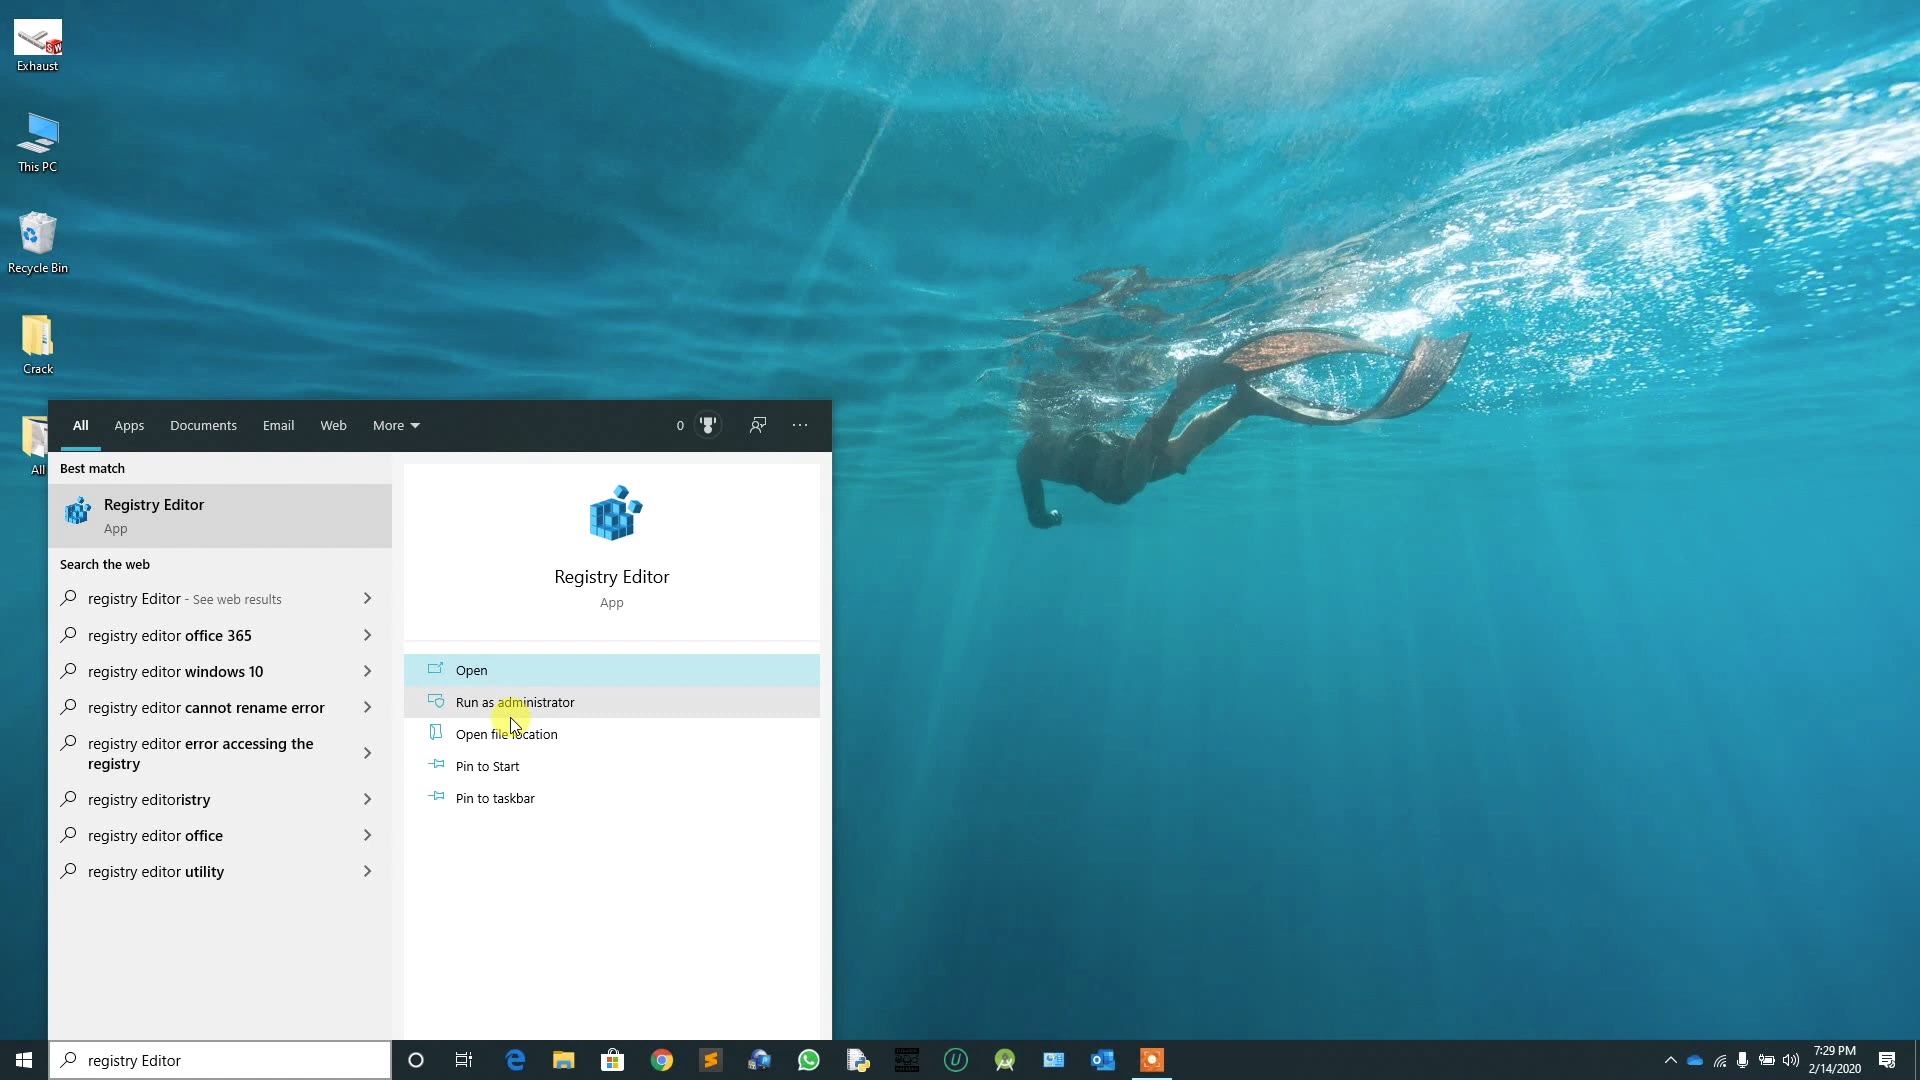 Exhaust
This PC
Recycle Bin
Crack
All
All Apps Documents Email Web More 0
Best match
Registry Editor
App
Search the web
registry Editor - See web results
registry editor office 365
registry editor windows 10
registry editor cannot rename error
registry editor error accessing the
registry
registry editoristry
registry editor office
registry editor utility
Registry Editor
App
Open
Run as administrator
Open file location
Pin to Start
Pin to taskbar
registry Editor
7:29 PM
2/14/2020